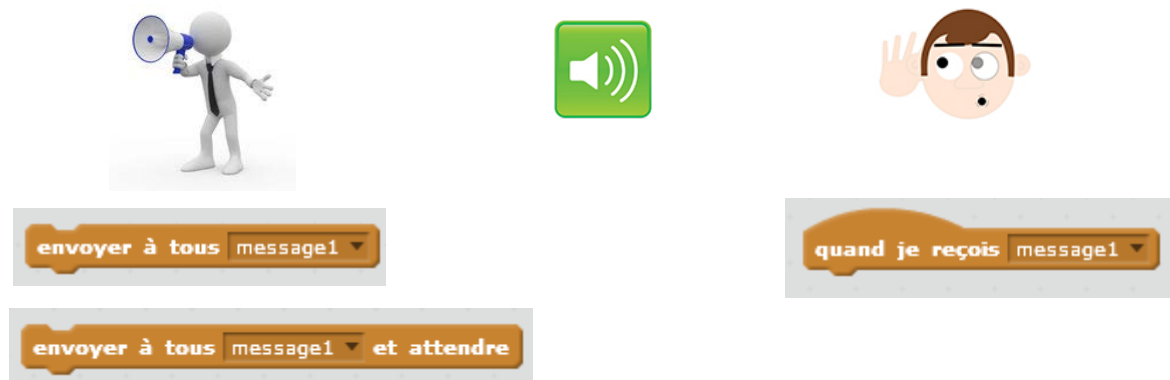 envoyer à tous message1
quand je reçois message1
envoyer à tous message1 et attendre